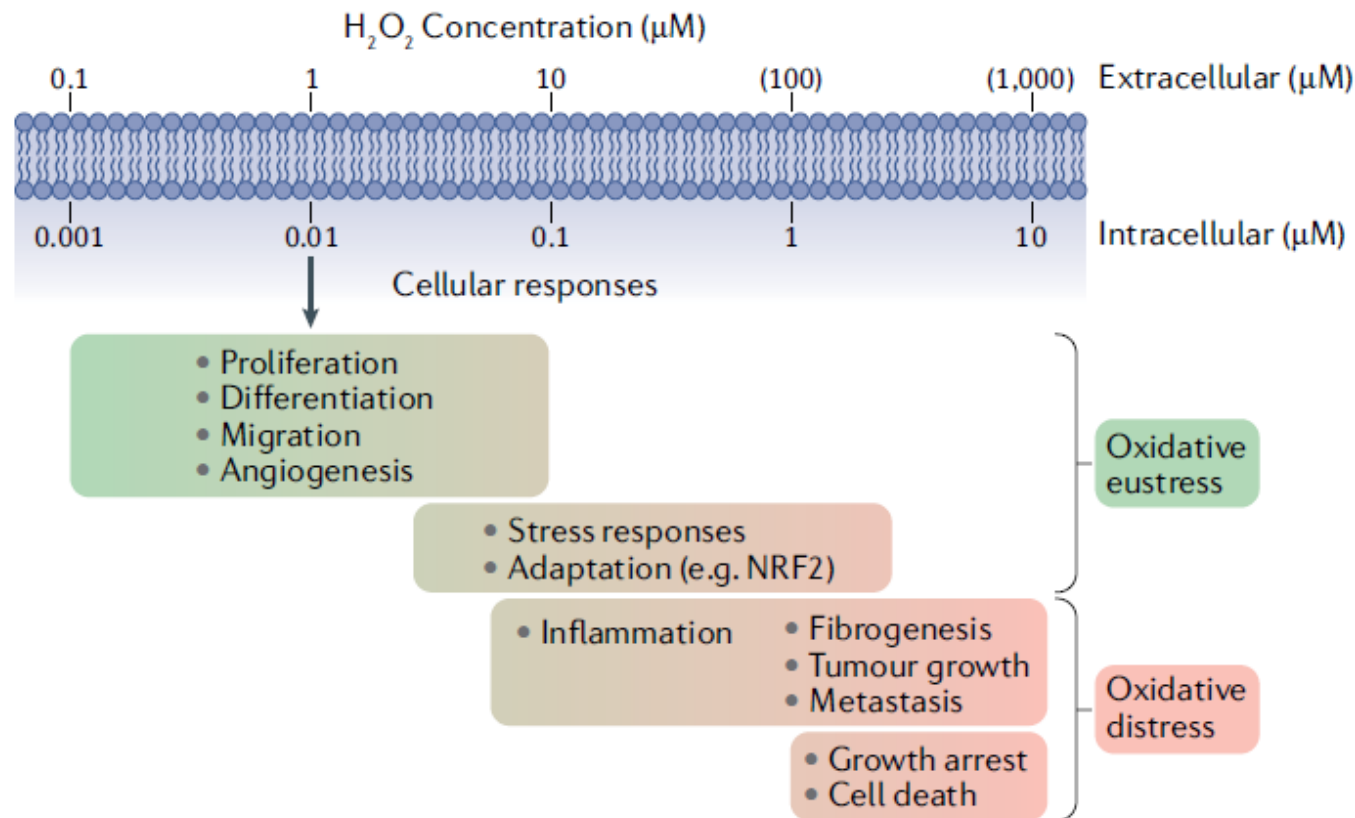 H₂O₂ Concentration (μM)
0.1 1 10 (100) (1,000) Extracellular (μM)
0.001 0.01 0.1 1 10 Intracellular (μM)
Cellular responses
• Proliferation
• Differentiation
• Migration
• Angiogenesis
Oxidative
eustress
• Stress responses
• Adaptation (e.g. NRF2)
• Inflammation
• Fibrogenesis
• Tumour growth
• Metastasis
Oxidative
distress
• Growth arrest
• Cell death